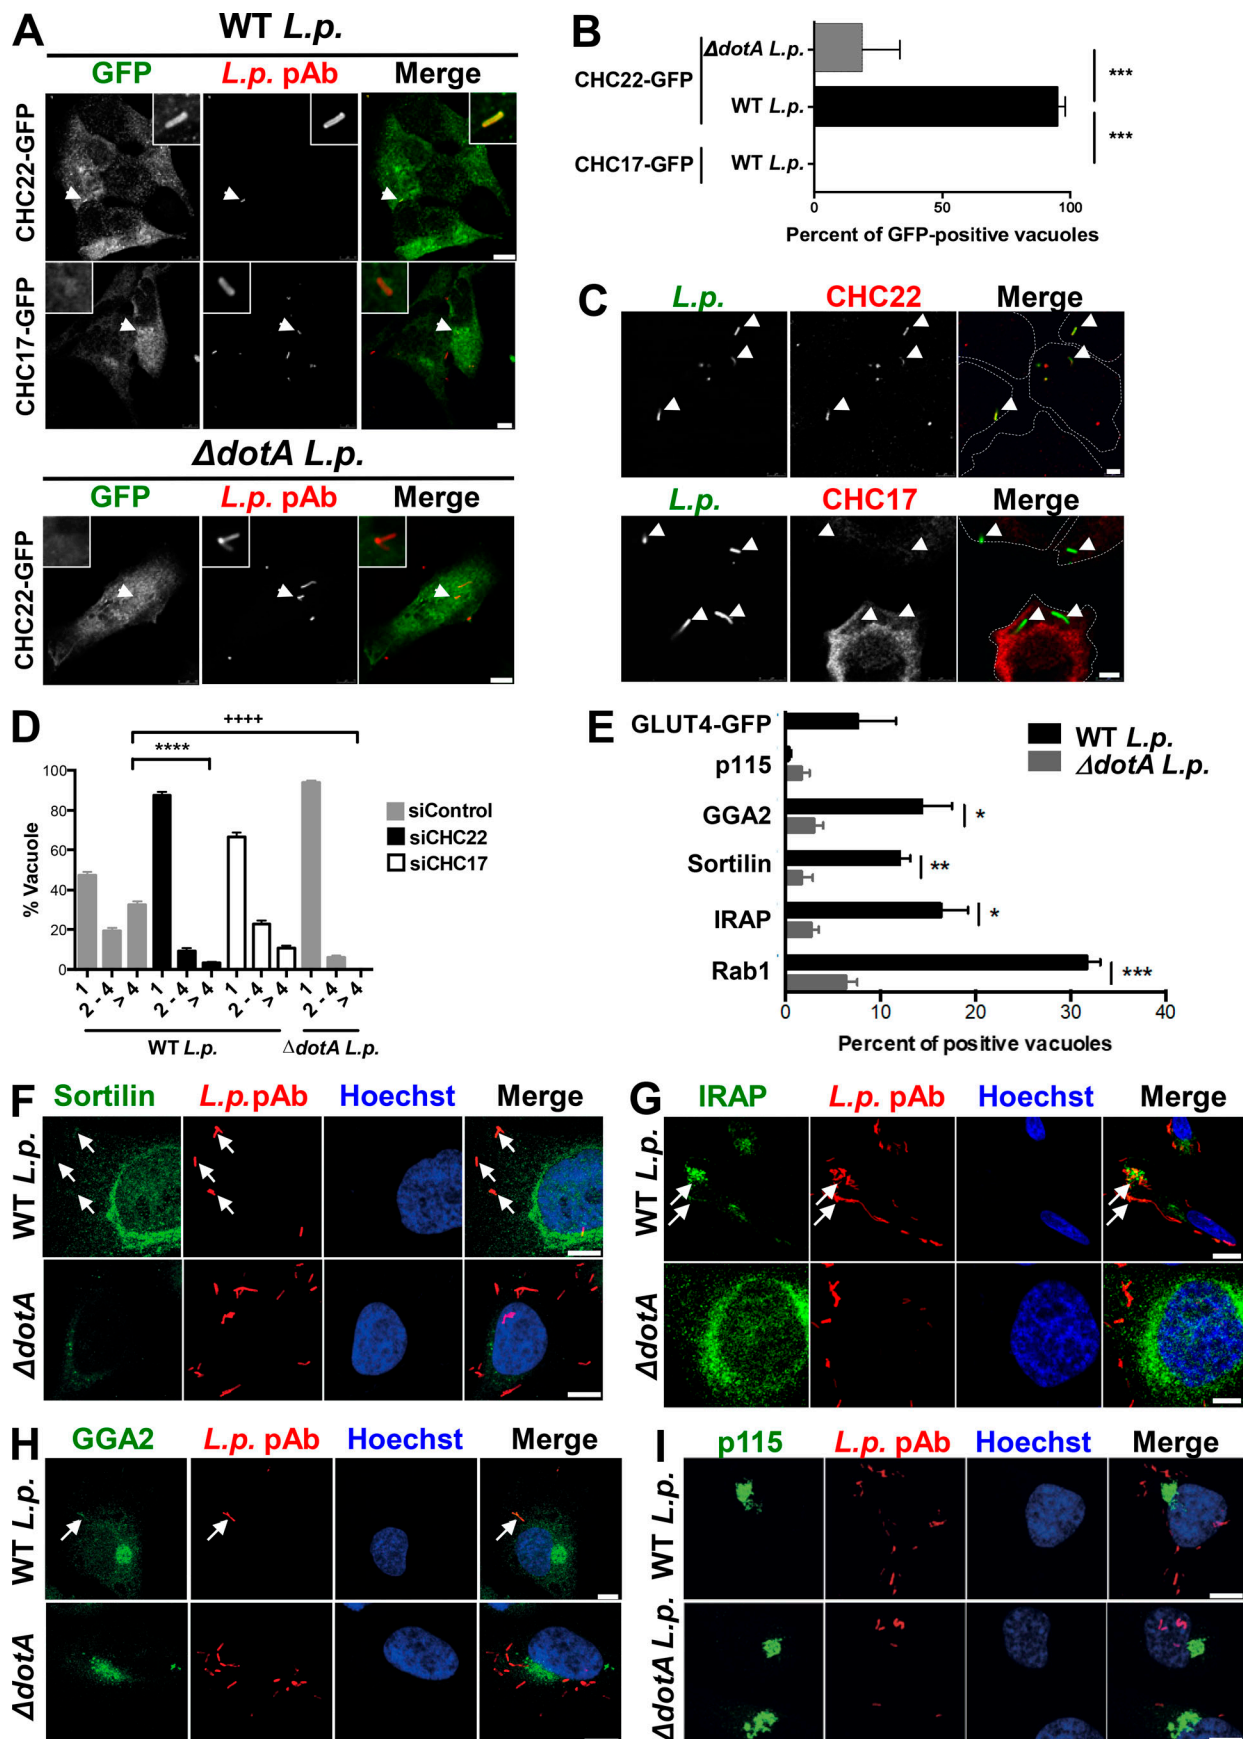 A
WT L.p.
GFP L.p. pAb Merge
CHC22-GFP
CHC17-GFP
ΔdotA L.p.
GFP L.p. pAb Merge
CHC22-GFP
B
CHC22-GFP
ΔdotA L.p.
WT L.p.
CHC17-GFP
WT L.p.
***
***
0 50 100
Percent of GFP-positive vacuoles
C
L.p. CHC22 Merge
L.p. CHC17 Merge
D
++++
****
% Vacuole
100
80
60
40
20
0
siControl
siCHC22
siCHC17
1 2 - 4 > 4 1 2 - 4 > 4 1 2 - 4 > 4 1 2 - 4 > 4
WT L.p. ΔdotA L.p.
E
GLUT4-GFP
p115
GGA2
Sortilin
IRAP
Rab1
WT L.p.
ΔdotA L.p.
*
**
*
***
0 10 20 30 40
Percent of positive vacuoles
F
Sortilin L.p. pAb Hoechst Merge
WT L.p.
ΔdotA
G
IRAP L.p. pAb Hoechst Merge
WT L.p.
ΔdotA
H
GGA2 L.p. pAb Hoechst Merge
WT L.p.
ΔdotA
I
p115 L.p. pAb Hoechst Merge
WT L.p.
ΔdotA L.p.